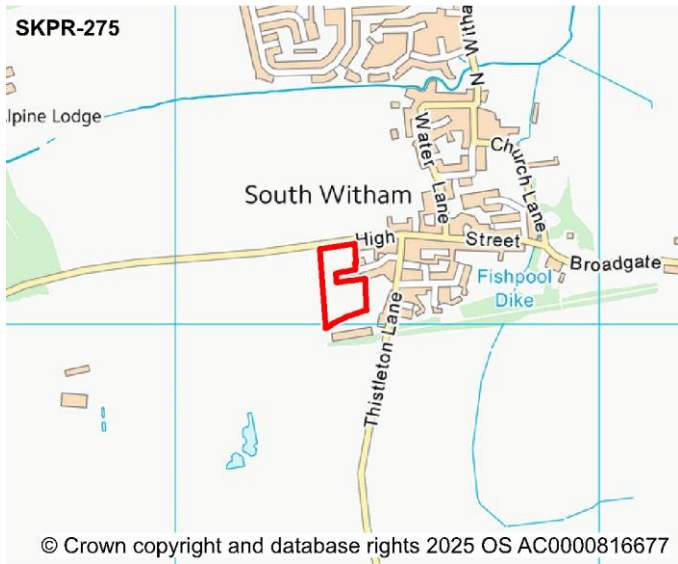 SKPR-275
N Witha
lpine Lodge
Water Lane
Church Lane
South Witham
High Street
Broadgate
Fishpool
Dike
Thistleton Lane
© Crown copyright and database rights 2025 OS AC0000816677